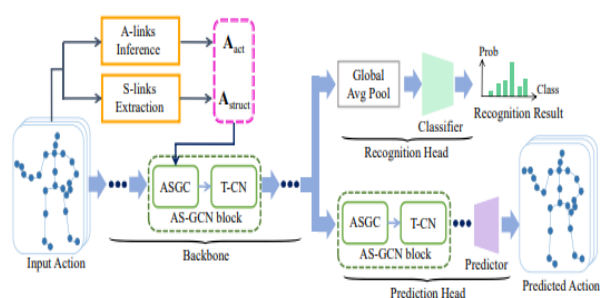 A-links
Inference
S-links
Extraction
A_act
A_struct
Input Action
ASGC
T-CN
AS-GCN block
Backbone
Global
Avg Pool
Classifier
Prob
Class
Recognition Result
Recognition Head
ASGC
T-CN
AS-GCN block
Predictor
Prediction Head
Predicted Action